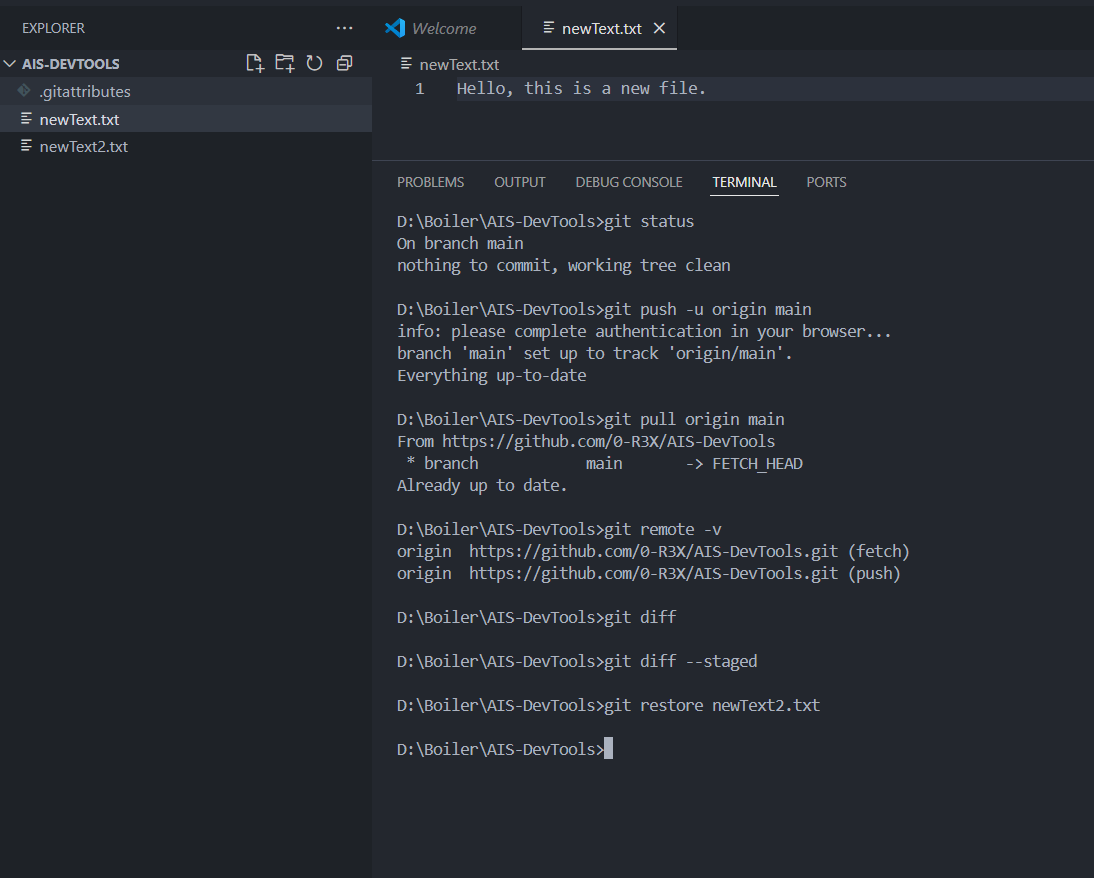 EXPLORER
...
AIS-DEVTOOLS
.gitattributes
newText.txt
newText2.txt
Welcome
newText.txt
newText.txt
1 Hello, this is a new file.
PROBLEMS OUTPUT DEBUG CONSOLE TERMINAL PORTS
D:\Boiler\AIS-DevTools>git status
On branch main
nothing to commit, working tree clean
D:\Boiler\AIS-DevTools>git push -u origin main
info: please complete authentication in your browser...
branch 'main' set up to track 'origin/main'.
Everything up-to-date
D:\Boiler\AIS-DevTools>git pull origin main
From https://github.com/0-R3X/AIS-DevTools
 * branch            main       -> FETCH_HEAD
Already up to date.
D:\Boiler\AIS-DevTools>git remote -v
origin  https://github.com/0-R3X/AIS-DevTools.git (fetch)
origin  https://github.com/0-R3X/AIS-DevTools.git (push)
D:\Boiler\AIS-DevTools>git diff
D:\Boiler\AIS-DevTools>git diff --staged
D:\Boiler\AIS-DevTools>git restore newText2.txt
D:\Boiler\AIS-DevTools>